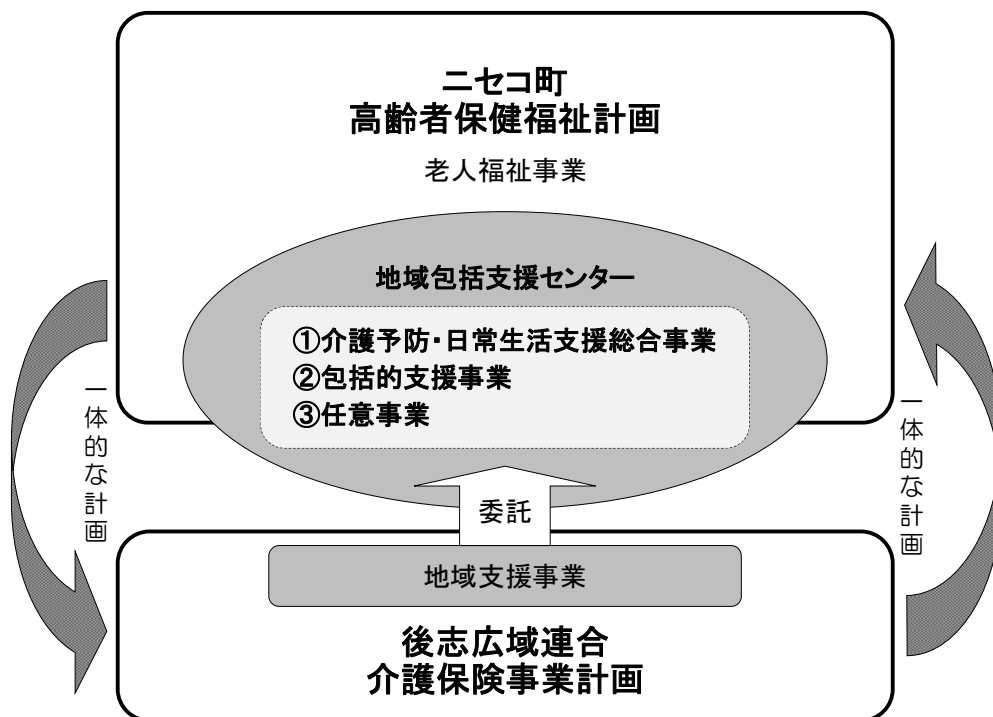 ニセコ町
高齢者保健福祉計画
老人福祉事業
地域包括支援センター
①介護予防・日常生活支援総合事業
②包括的支援事業
③任意事業
一体的な計画
一体的な計画
委託
地域支援事業
後志広域連合
介護保険事業計画